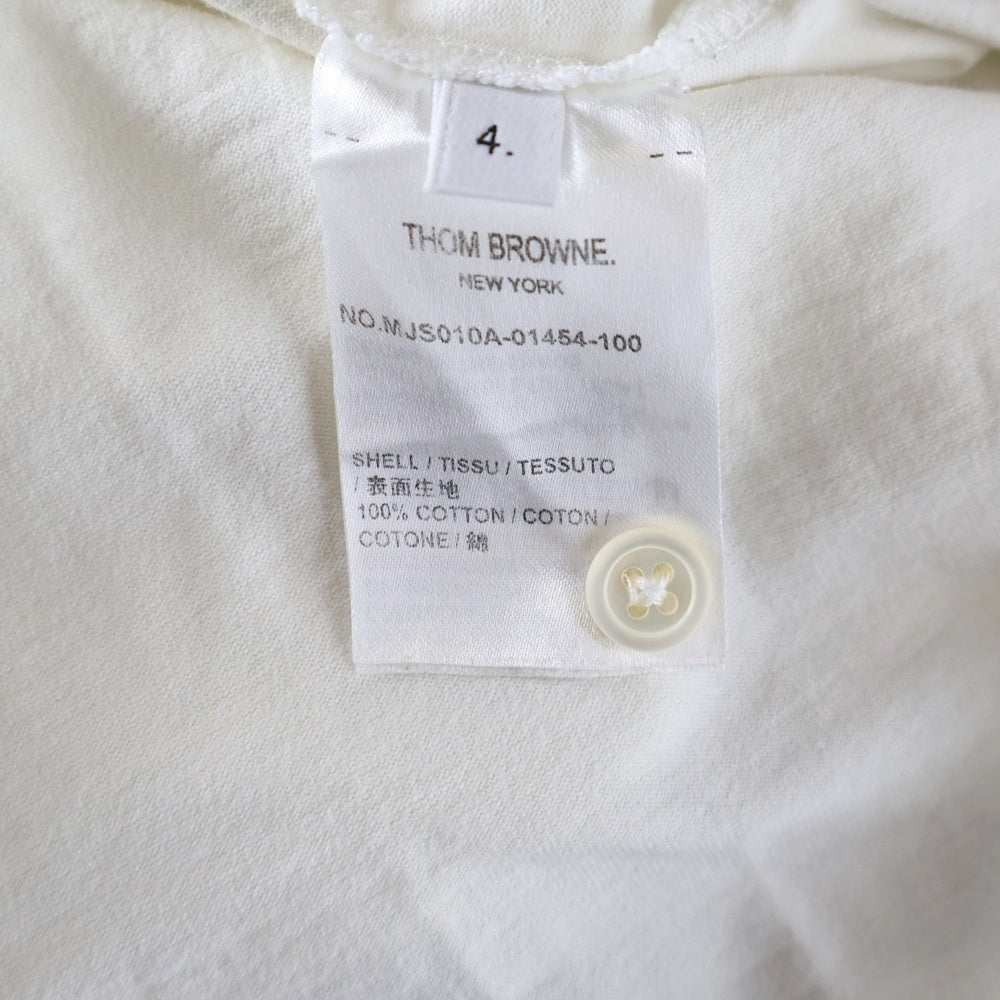 4.
THOM BROWNE.
NEW YORK
NO.MJS010A-01454-100
SHELL / TISSU / TESSUTO
/ 表面生地
100% COTTON / COTON /
COTONE / 綿